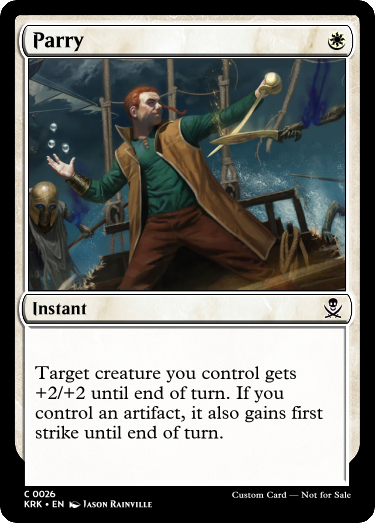 Parry
Instant
Target creature you control gets
+2/+2 until end of turn. If you
control an artifact, it also gains first
strike until end of turn.
C 0026
KRK • EN Jason Rainville
Custom Card — Not for Sale